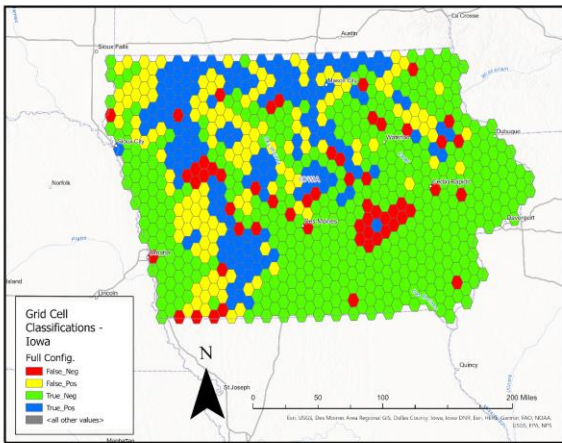 La Crosse
Austin
Sioux Falls
Mason City
Dubuque
Waterloo
Sioux City
Norfolk
IOWA
Cedar Rapids
Davenport
Des Moines
Omaha
Island
Lincoln
Grid Cell
Classifications -
Iowa
Full Config.
False_Neg
False_Pos
True_Neg
True_Pos
<all other values>
N
Quincy
St Joseph
0 50 100 200 Miles
Esri, USGS, Des Moines Area Regional GIS, Dallas County, Iowa, Iowa DNR, Esri, HERE, Garmin, FAO, NOAA,
USGS, EPA, NPS
Manhattan